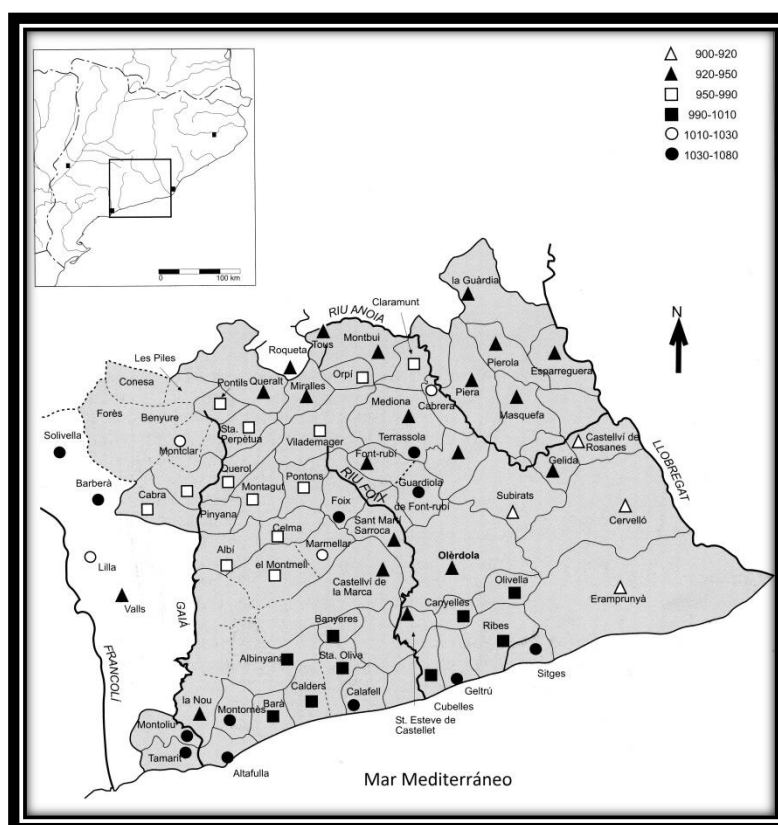 900-920
920-950
950-990
990-1010
1010-1030
1030-1080
0 100 km
N
la Guàrdia
Claramunt
RIU ANOIA
Tous
Montbui
Roqueta
Pierola
Esparreguera
Les Piles
Orpí
Conesa
Pontils
Queralt
Miralles
Piera
Cabrera
Masquefa
Forès
Benyure
Mediona
LLOBREGAT
Sta. Perpètua
Vilademager
Terrassola
Castellví de Rosanes
Solivella
Montclar
Font-rubí
Gelida
Barberà
Querol
Pontons
RIU FOIX
Guardiola de Font-rubí
Subirats
Cabra
Montagut
Foix
Pinyana
Cervelló
Celma
Sant Martí Sarroca
Albí
Marmellar
Olèrdola
Lilla
el Montmell
Olivella
Castellví de la Marca
Eramprunyà
Valls
GAIÀ
Canyelles
Banyeres
Ribes
Albinyana
Sta. Oliva
FRANCOLÍ
Calders
Calafell
Sitges
la Nou
Geltrú
Montornès
Barà
Cubelles
Montoliu
St. Esteve de Castellet
Tamarit
Altafulla
Mar Mediterráneo